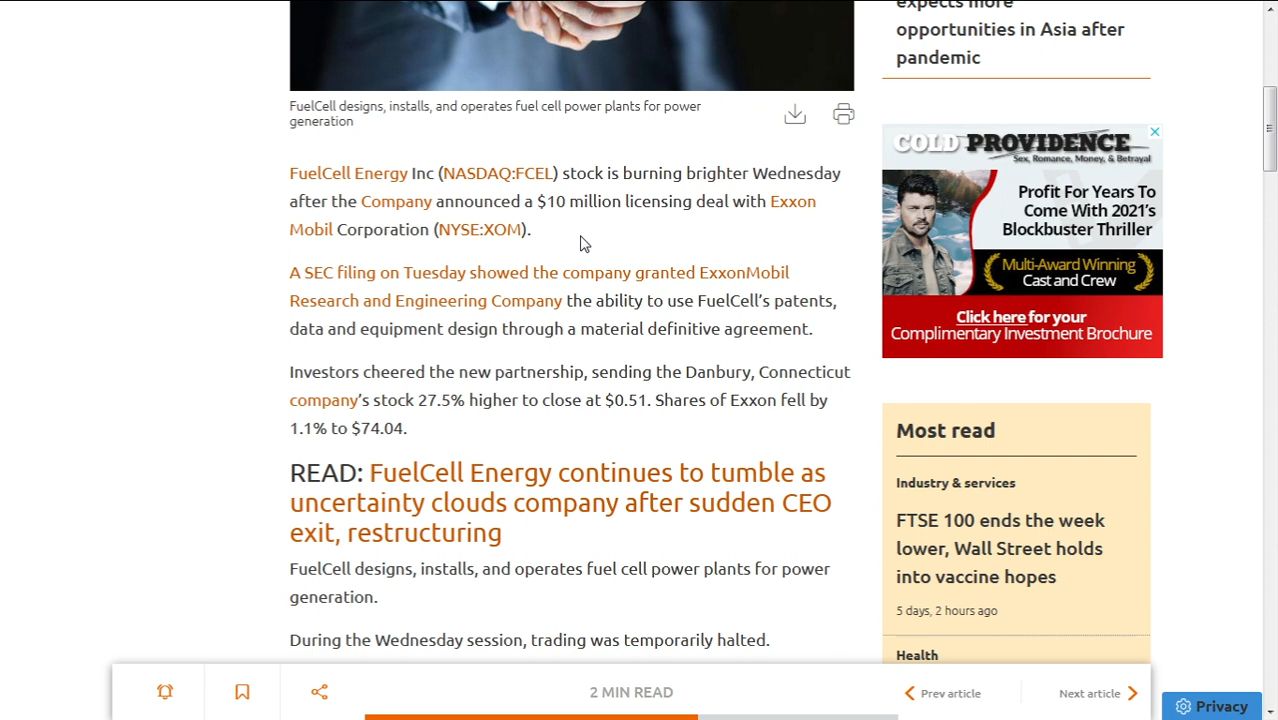 FuelCell designs, installs, and operates fuel cell power plants for power
generation
FuelCell Energy Inc (NASDAQ:FCEL) stock is burning brighter Wednesday
after the Company announced a $10 million licensing deal with Exxon
Mobil Corporation (NYSE:XOM).
A SEC filing on Tuesday showed the company granted ExxonMobil
Research and Engineering Company the ability to use FuelCell’s patents,
data and equipment design through a material definitive agreement.
Investors cheered the new partnership, sending the Danbury, Connecticut
company’s stock 27.5% higher to close at $0.51. Shares of Exxon fell by
1.1% to $74.04.
READ: FuelCell Energy continues to tumble as
uncertainty clouds company after sudden CEO
exit, restructuring
FuelCell designs, installs, and operates fuel cell power plants for power
generation.
During the Wednesday session, trading was temporarily halted.
expects more
opportunities in Asia after
pandemic
COLD PROVIDENCE
Sex, Romance, Money, & Betrayal
Profit For Years To
Come With 2021’s
Blockbuster Thriller
Multi-Award Winning
Cast and Crew
Click here for your
Complimentary Investment Brochure
Most read
Industry & services
FTSE 100 ends the week
lower, Wall Street holds
into vaccine hopes
5 days, 2 hours ago
Health
2 MIN READ
Prev article
Next article
Privacy